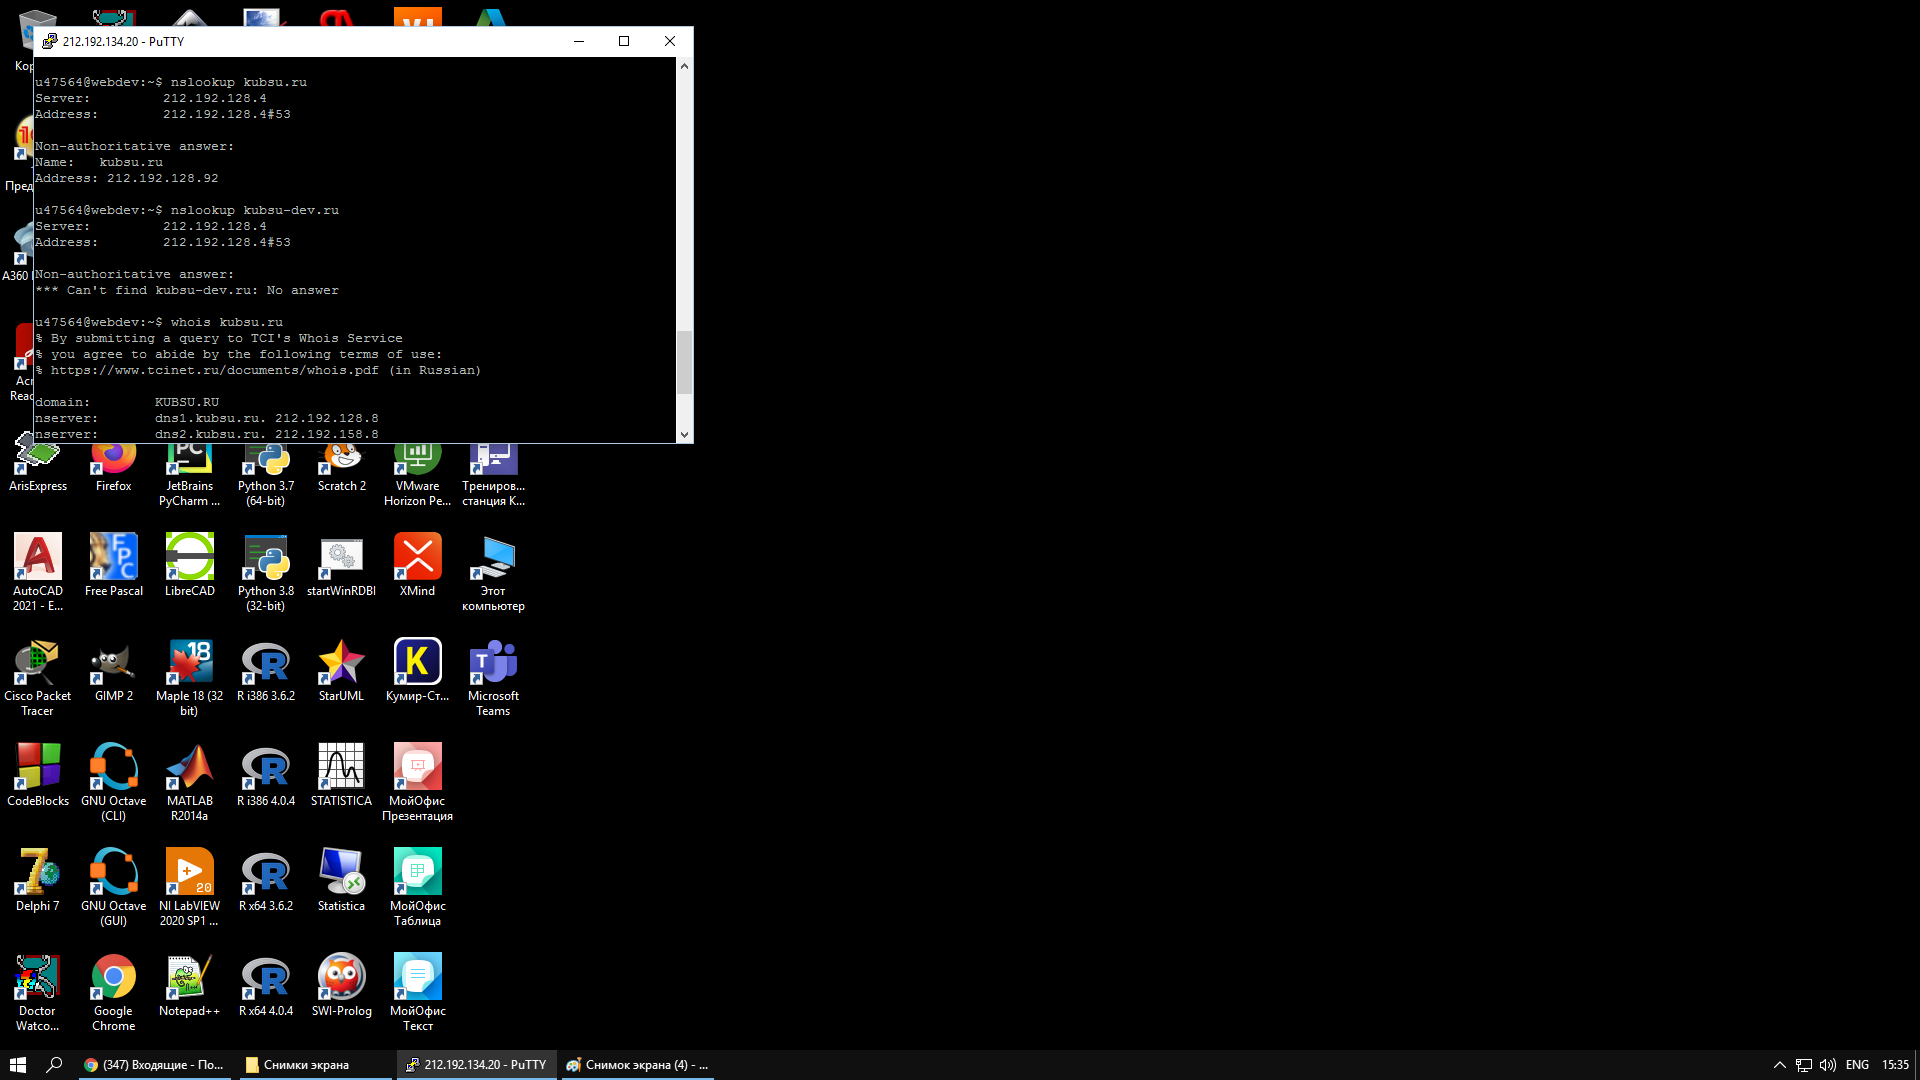 212.192.134.20 - PuTTY
u47564@webdev:~$ nslookup kubsu.ru
Server:         212.192.128.4
Address:        212.192.128.4#53
Non-authoritative answer:
Name:   kubsu.ru
Address: 212.192.128.92
u47564@webdev:~$ nslookup kubsu-dev.ru
Server:         212.192.128.4
Address:        212.192.128.4#53
Non-authoritative answer:
*** Can't find kubsu-dev.ru: No answer
u47564@webdev:~$ whois kubsu.ru
% By submitting a query to TCI's Whois Service
% you agree to abide by the following terms of use:
% https://www.tcinet.ru/documents/whois.pdf (in Russian)
domain:        KUBSU.RU
nserver:       dns1.kubsu.ru. 212.192.128.8
nserver:       dns2.kubsu.ru. 212.192.158.8
A360
ArisExpress
Firefox
JetBrains
PyCharm ...
Python 3.7
(64-bit)
Scratch 2
VMware
Horizon Pe...
Тренаров...
станция К...
AutoCAD
2021 - E...
Free Pascal
LibreCAD
Python 3.8
(32-bit)
startWinRDBI
XMind
Этот
компьютер
Cisco Packet
Tracer
GIMP 2
Maple 18 (32
bit)
R i386 3.6.2
StarUML
Кумир-Ст...
Microsoft
Teams
CodeBlocks
GNU Octave
(CLI)
MATLAB
R2014a
R i386 4.0.4
STATISTICA
МойОфис
Презентация
Delphi 7
GNU Octave
(GUI)
NI LabVIEW
2020 SP1 ...
R x64 3.6.2
Statistica
МойОфис
Таблица
Doctor
Watco...
Google
Chrome
Notepad++
R x64 4.0.4
SWI-Prolog
МойОфис
Текст
(347) Входящие - По...
Снимки экрана
212.192.134.20 - PuTTY
Снимок экрана (4) - ...
ENG
15:35